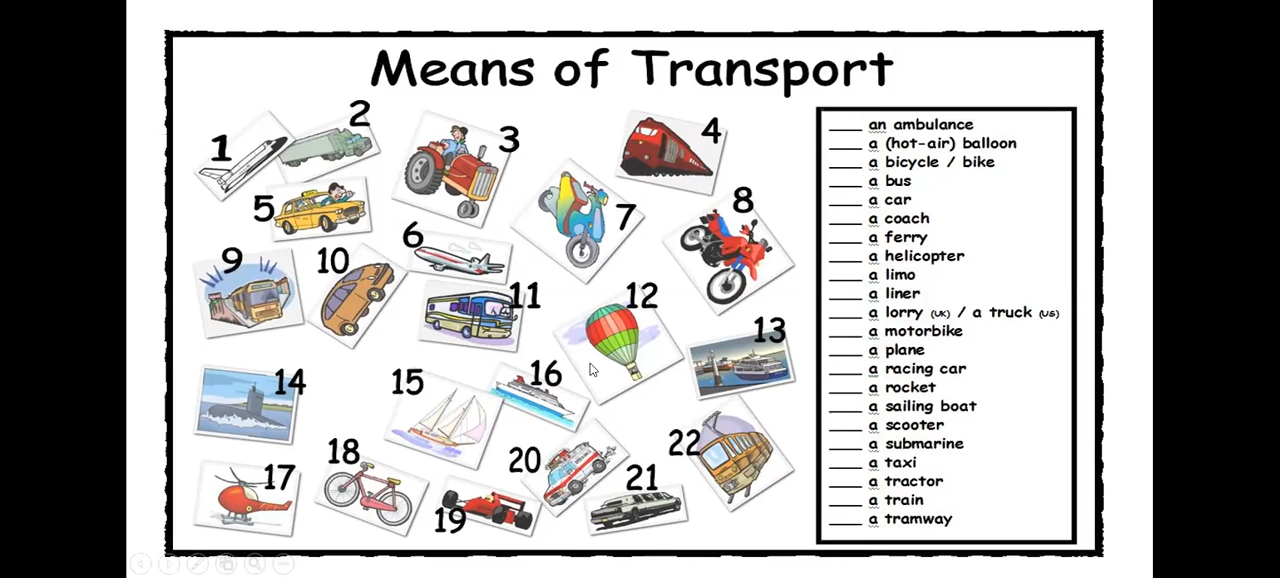 Means of Transport
1
2
3
4
5
6
7
8
9
10
11
12
13
14
15
16
17
18
19
20
21
22
____ an ambulance
____ a (hot-air) balloon
____ a bicycle / bike
____ a bus
____ a car
____ a coach
____ a ferry
____ a helicopter
____ a limo
____ a liner
____ a lorry (UK) / a truck (US)
____ a motorbike
____ a plane
____ a racing car
____ a rocket
____ a sailing boat
____ a scooter
____ a submarine
____ a taxi
____ a tractor
____ a train
____ a tramway